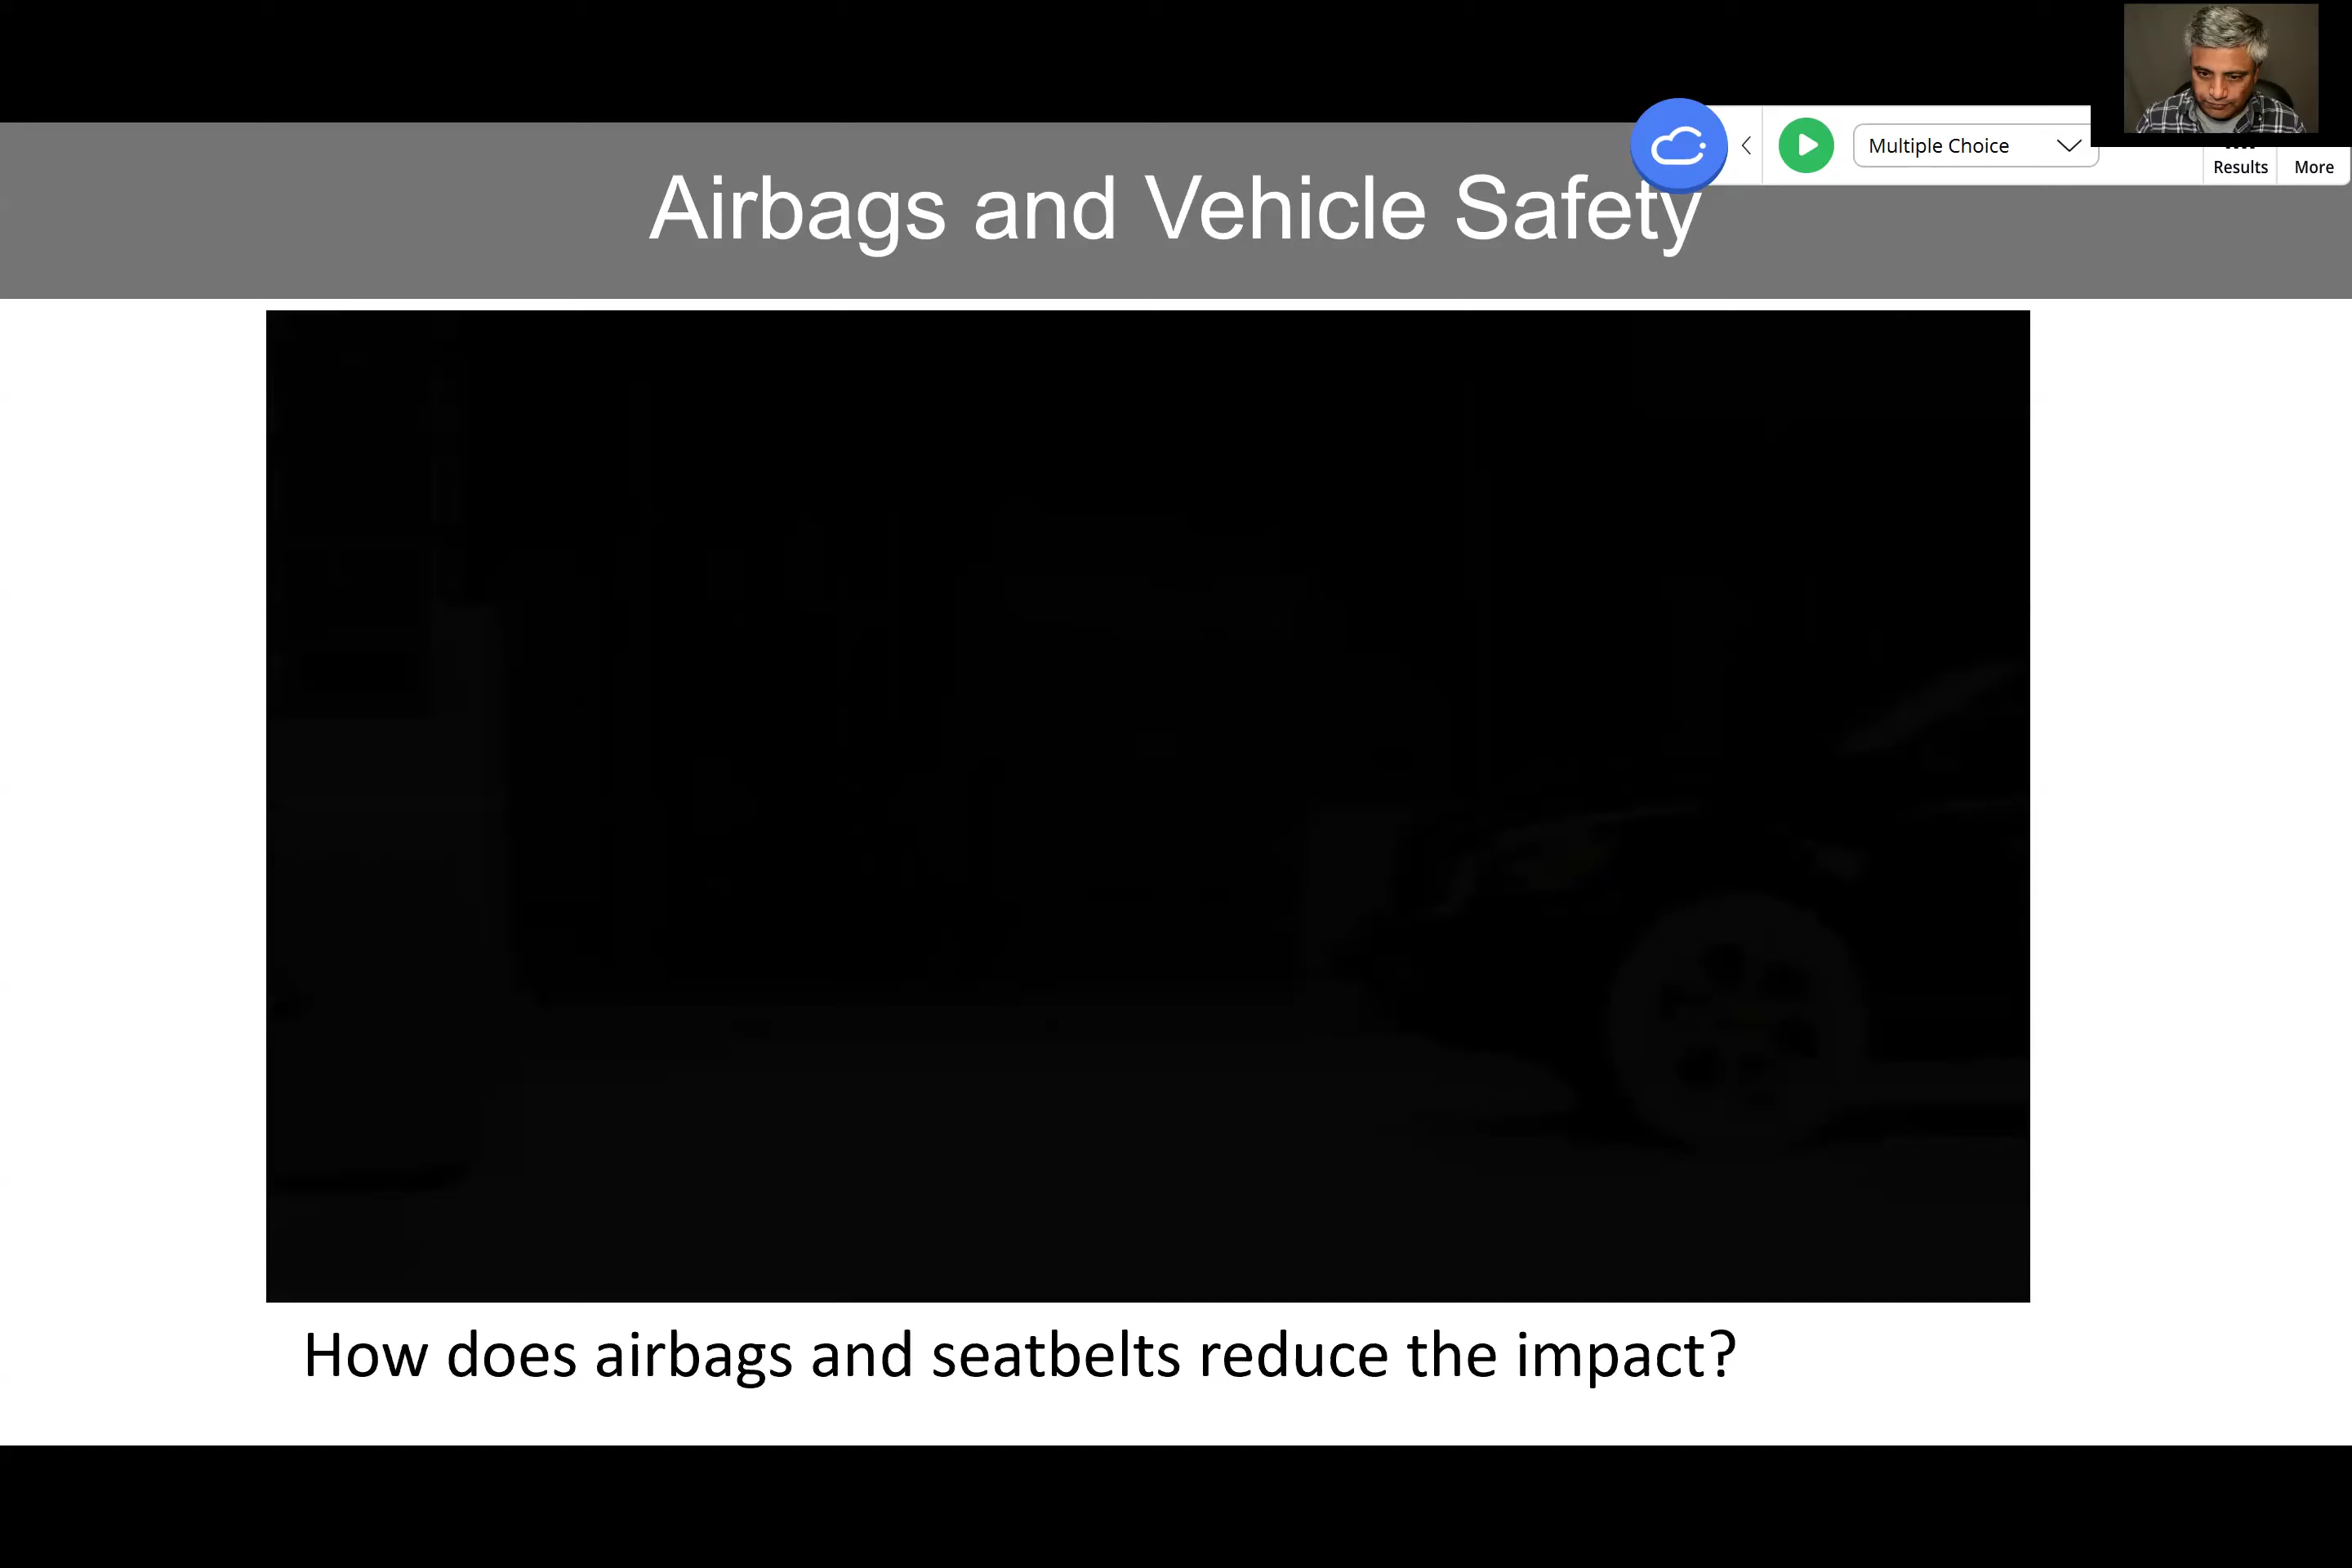 Multiple Choice
Results
More
Airbags and Vehicle Safety
How does airbags and seatbelts reduce the impact?